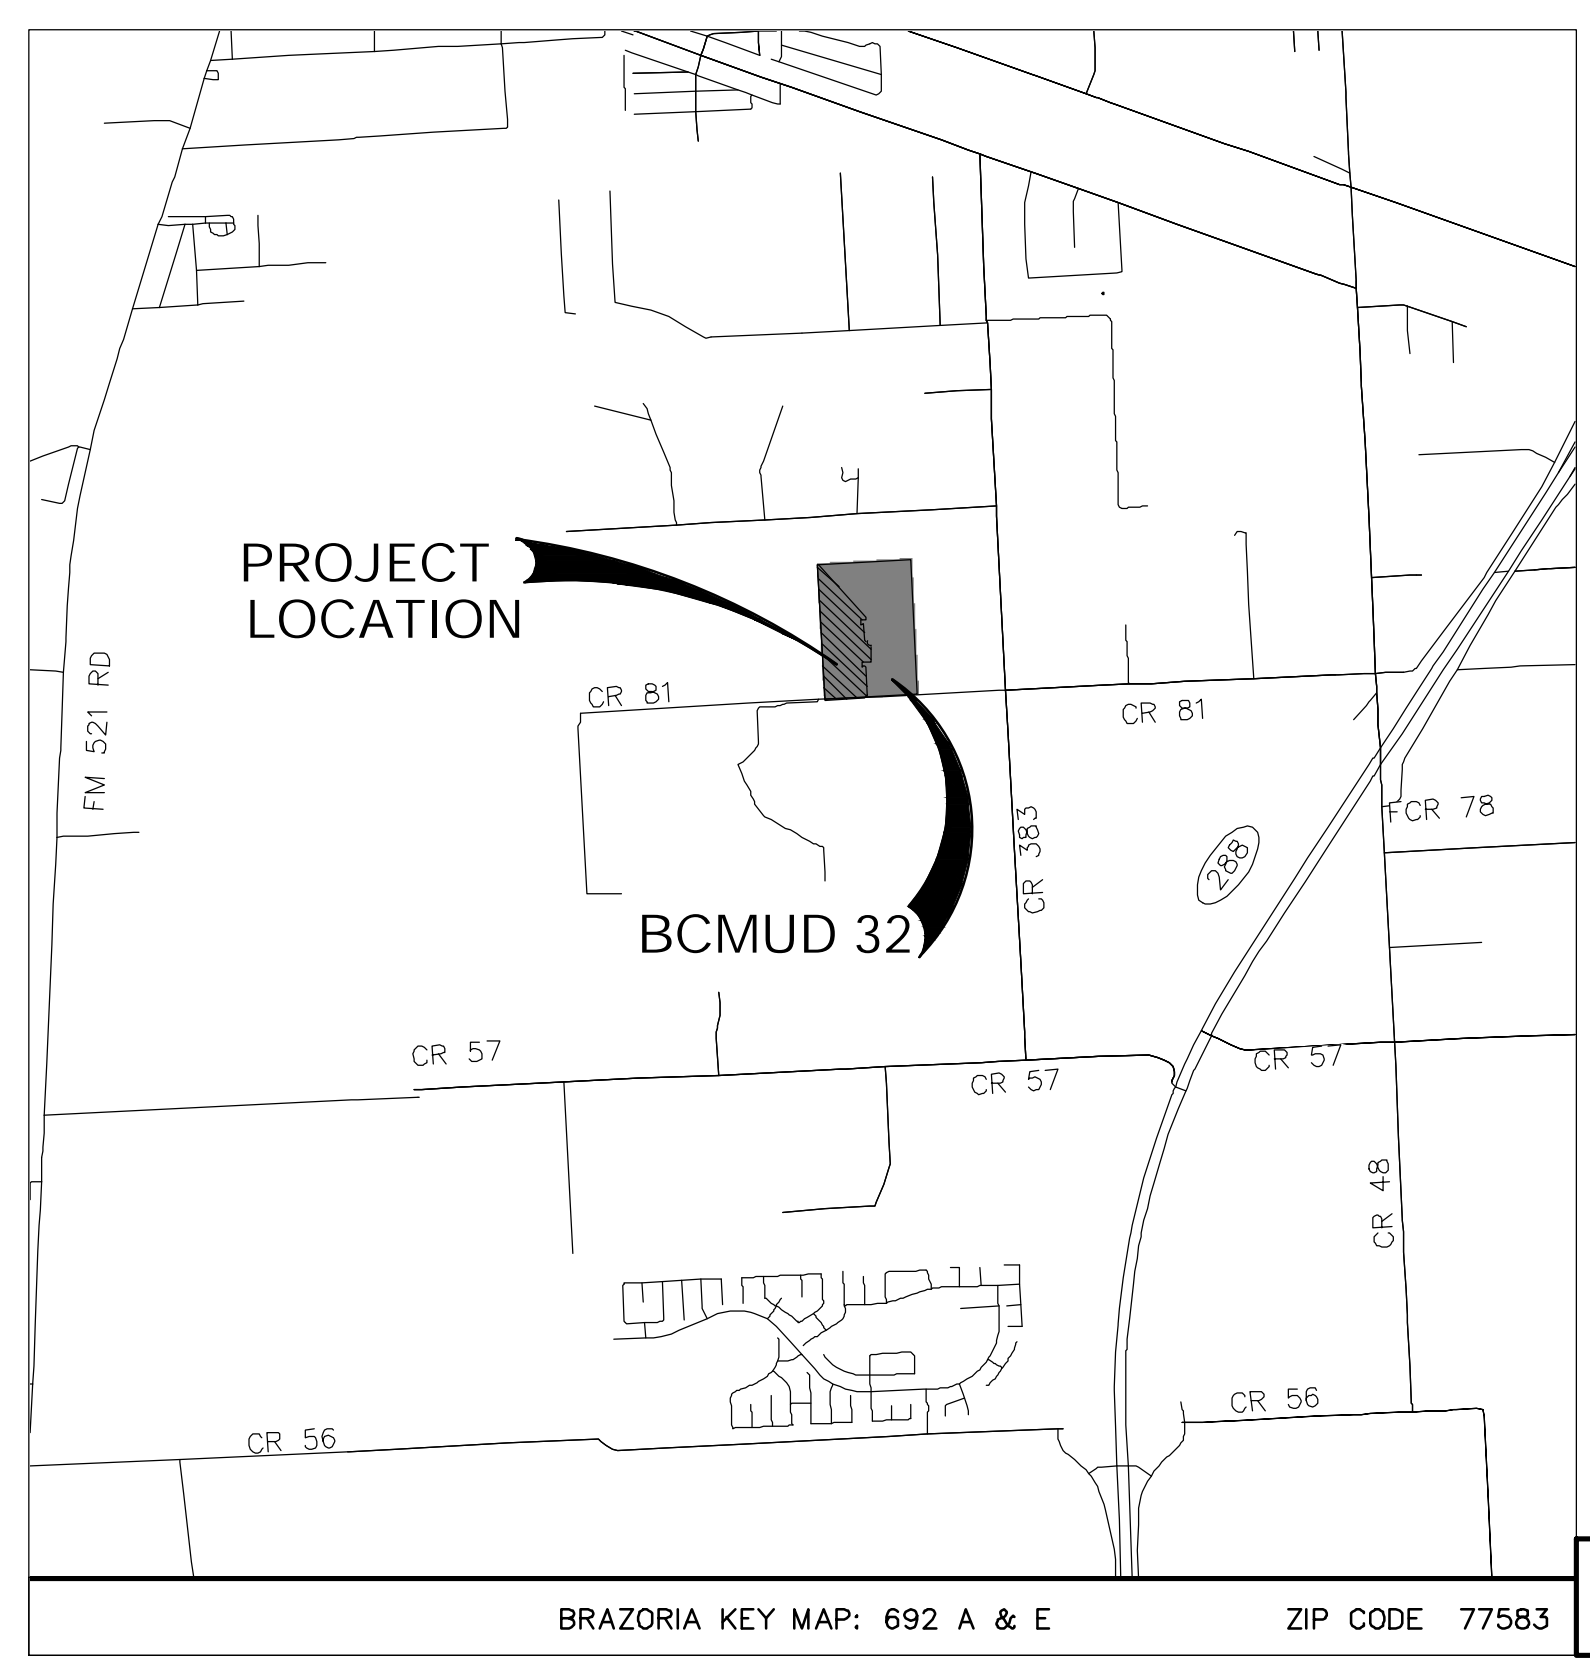 PROJECT
LOCATION
FM 521 RD
CR 81
CR 81
CR 383
288
FCR 78
BCMUD 32
CR 57
CR 57
CR 57
CR 48
CR 56
CR 56
BRAZORIA KEY MAP: 692 A & E ZIP CODE 77583